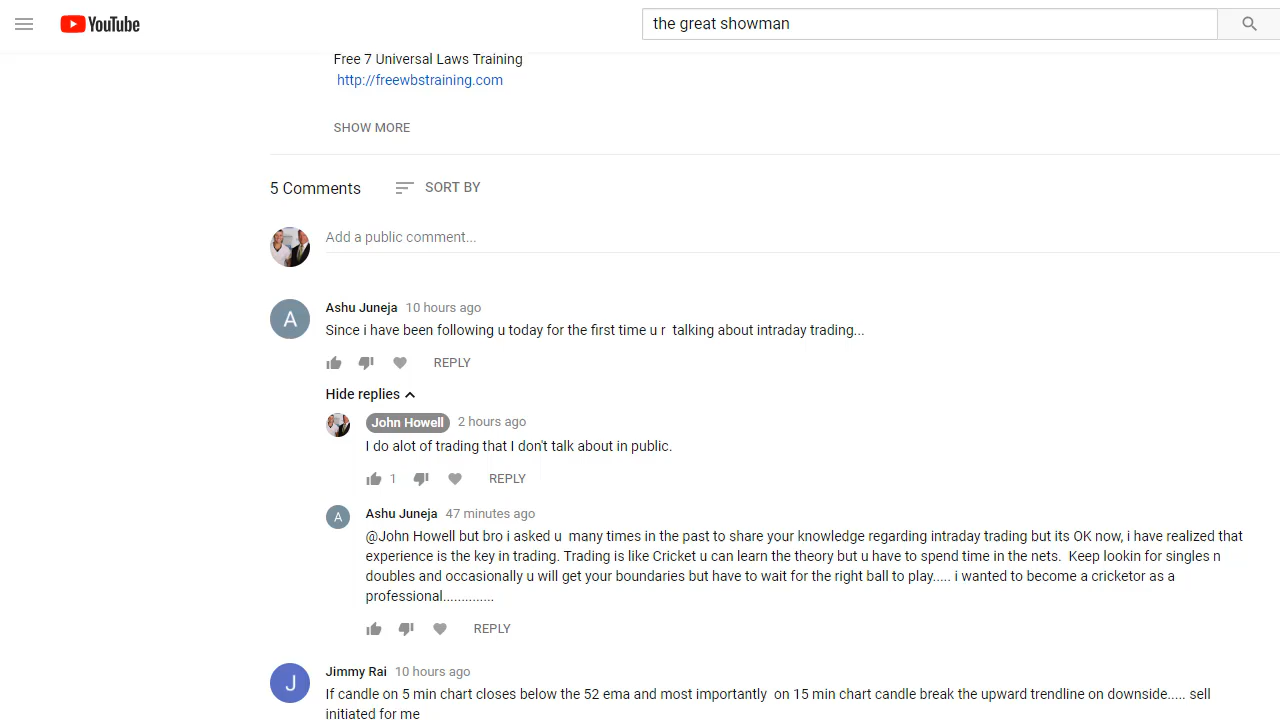 YouTube
the great showman
Free 7 Universal Laws Training
http://freewbstraining.com
SHOW MORE
5 Comments
SORT BY
Add a public comment...
A
Ashu Juneja 10 hours ago
Since i have been following u today for the first time u r  talking about intraday trading...
REPLY
Hide replies
John Howell 2 hours ago
I do alot of trading that I don't talk about in public.
1
REPLY
A
Ashu Juneja 47 minutes ago
@John Howell but bro i asked u  many times in the past to share your knowledge regarding intraday trading but its OK now, i have realized that
experience is the key in trading. Trading is like Cricket u can learn the theory but u have to spend time in the nets.  Keep lookin for singles n
doubles and occasionally u will get your boundaries but have to wait for the right ball to play..... i wanted to become a cricketor as a
professional..............
REPLY
J
Jimmy Rai 10 hours ago
If candle on 5 min chart closes below the 52 ema and most importantly  on 15 min chart candle break the upward trendline on downside..... sell
initiated for me